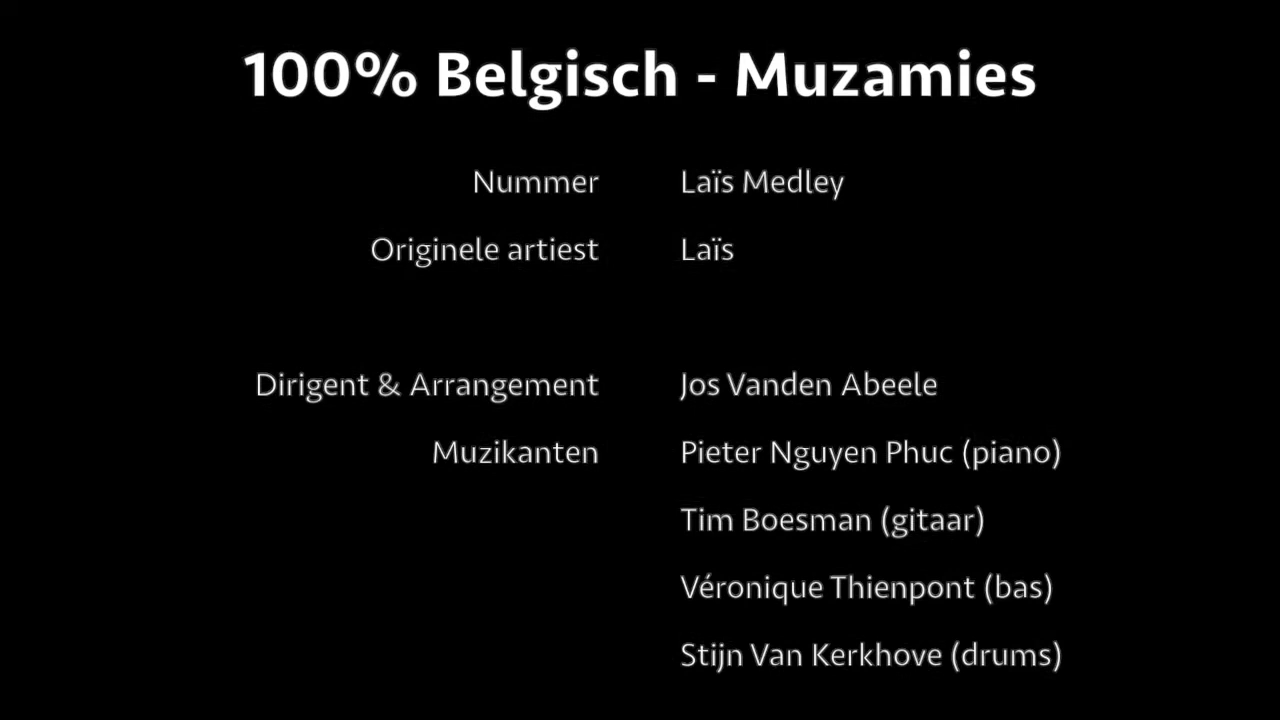 100% Belgisch - Muzamies
Nummer Laïs Medley
Originele artiest Laïs
Dirigent & Arrangement Jos Vanden Abeele
Muzikanten Pieter Nguyen Phuc (piano)
Tim Boesman (gitaar)
Véronique Thienpont (bas)
Stijn Van Kerkhove (drums)